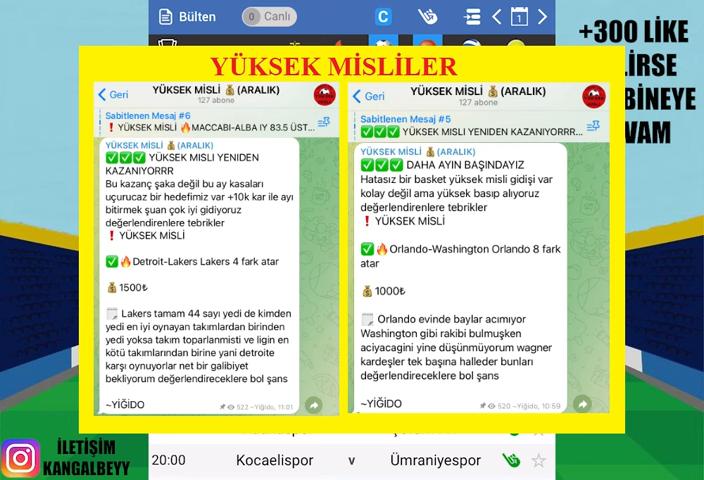 Bülten
0 Canlı
C
1
+300 LİKE
LİRSE
BİNEYE
VAM
YÜKSEK MİSLİLER
Geri
YÜKSEK MİSLİ 💰(ARALIK)
127 abone
Sabitlenen Mesaj #6
❗ YÜKSEK MİSLİ 🔥MACCABI-ALBA IY 83.5 ÜST...
YÜKSEK MİSLİ 💰(ARALIK)
✅✅✅ YÜKSEK MISLI YENIDEN
KAZANIYORRR
Bu kazanç şaka değil bu ay kasaları
uçurucaz bir hedefimiz var +10k kar ile ayı
bitirmek şuan çok iyi gidiyoruz
değerlendirenlere tebrikler
❗ YÜKSEK MİSLİ
✅🔥Detroit-Lakers Lakers 4 fark atar
💰1500₺
🗒 Lakers tamam 44 sayı yedi de kimden
yedi en iyi oynayan takımlardan birinden
yedi yoksa takım toparlanmisti ve ligin en
kötü takımlarından birine yani detroite
karşı oynuyorlar net bir galibiyet
bekliyorum değerlendireceklere bol şans
~YİĞİDO
522 ~Yiğido, 11:01
Geri
YÜKSEK MİSLİ 💰(ARALIK)
127 abone
Sabitlenen Mesaj #5
✅✅✅ YÜKSEK MISLI YENIDEN KAZANIYORRR...
YÜKSEK MİSLİ 💰(ARALIK)
✅✅✅ DAHA AYIN BAŞINDAYIZ
Hatasız bir basket yüksek misli gidişi var
kolay değil ama yüksek basıp alıyoruz
değerlendirenlere tebrikler
❗ YÜKSEK MİSLİ
✅🔥Orlando-Washington Orlando 8 fark
atar
💰1000₺
🗒 Orlando evinde baylar acımıyor
Washington gibi rakibi bulmuşken
aciyacagini yine düşünmüyorum wagner
kardeşler tek başına halleder bunları
değerlendireceklere bol şans
~YİĞİDO
520 ~Yiğido, 10:59
20:00 Kocaelispor v Ümraniyespor
İLETİŞİM
KANGALBEYY